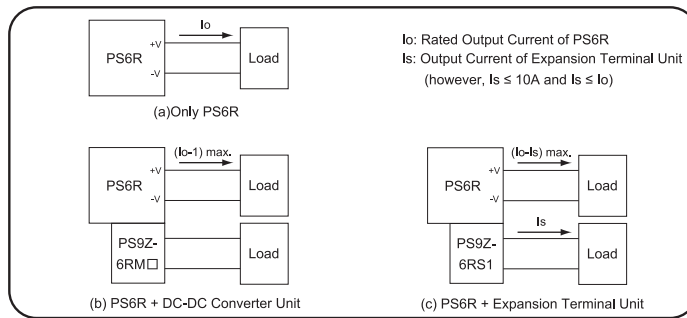 Io
PS6R
+V
-V
Load
(a)Only PS6R
Io: Rated Output Current of PS6R
Is: Output Current of Expansion Terminal Unit
(however, Is ≤ 10A and Is ≤ Io)
(Io-1) max.
PS6R
+V
-V
Load
PS9Z-
6RM□
Load
(b) PS6R + DC-DC Converter Unit
(Io-Is) max.
PS6R
+V
-V
Load
Is
PS9Z-
6RS1
Load
(c) PS6R + Expansion Terminal Unit